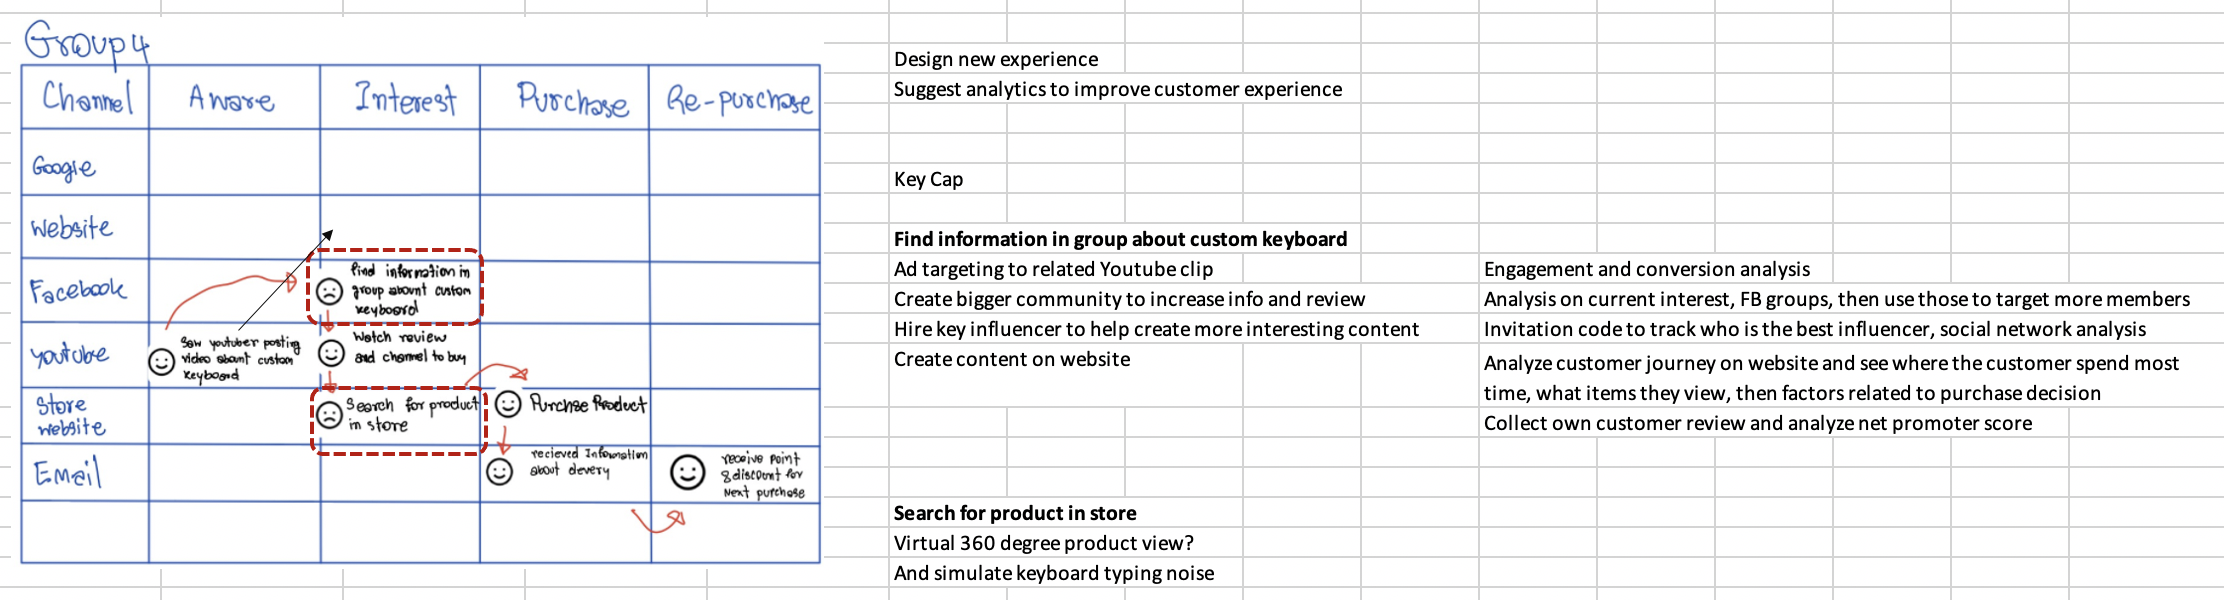 Group 4
Channel Aware Interest Purchase Re-purchase
Google
Website
Facebook
find information in
group abount custom
keyboard
Youtube
Saw youtuber posting
video abount custom
keyboard
Watch review
and channel to buy
Store
website
Search for product
in store
Purchse Product
Email
recieved Information
about devery
receive point
& discount for
Next purchase
Design new experience
Suggest analytics to improve customer experience
Key Cap
Find information in group about custom keyboard
Ad targeting to related Youtube clip
Create bigger community to increase info and review
Hire key influencer to help create more interesting content
Create content on website
Engagement and conversion analysis
Analysis on current interest, FB groups, then use those to target more members
Invitation code to track who is the best influencer, social network analysis
Analyze customer journey on website and see where the customer spend most
time, what items they view, then factors related to purchase decision
Collect own customer review and analyze net promoter score
Search for product in store
Virtual 360 degree product view?
And simulate keyboard typing noise